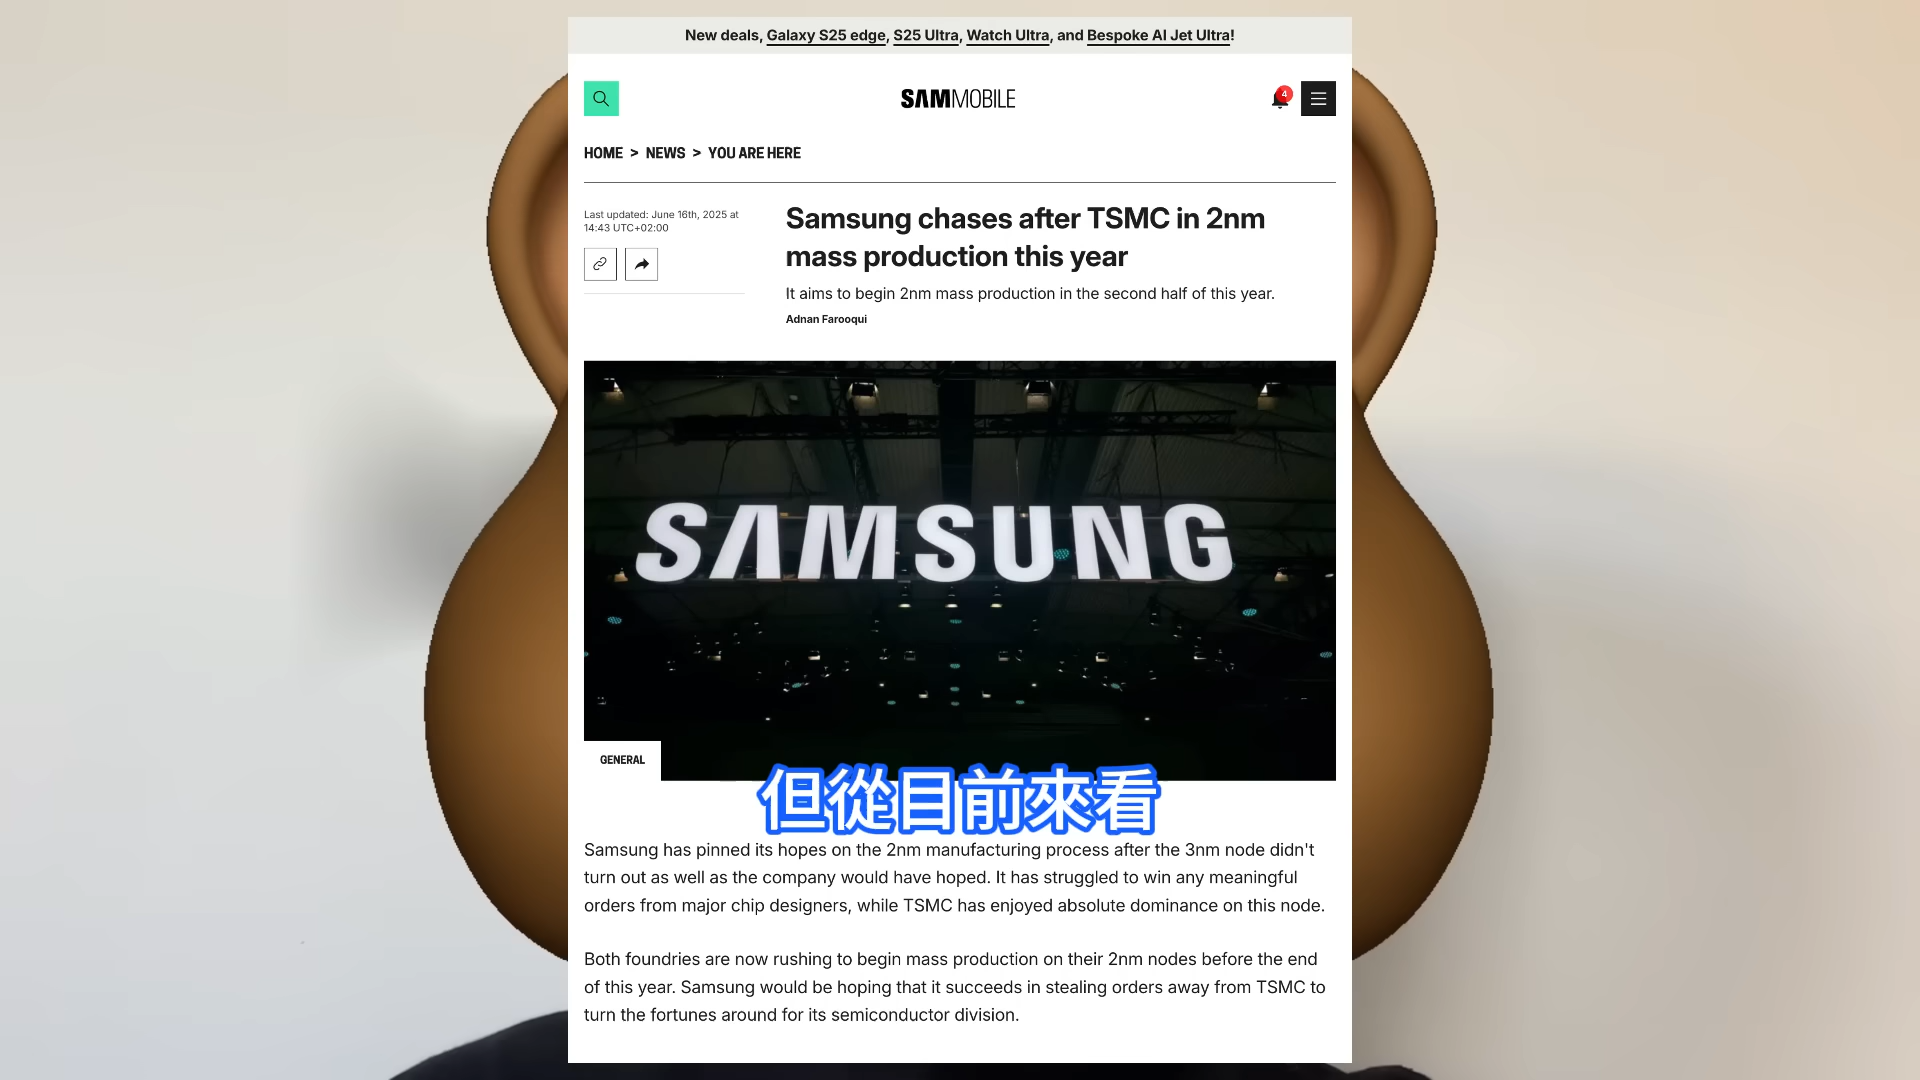 New deals, Galaxy S25 edge, S25 Ultra, Watch Ultra, and Bespoke AI Jet Ultra!
SAMMOBILE
4
HOME > NEWS > YOU ARE HERE
Last updated: June 16th, 2025 at
14:43 UTC+02:00
Samsung chases after TSMC in 2nm
mass production this year
It aims to begin 2nm mass production in the second half of this year.
Adnan Farooqui
SAMSUNG
GENERAL
但從目前來看
Samsung has pinned its hopes on the 2nm manufacturing process after the 3nm node didn't
turn out as well as the company would have hoped. It has struggled to win any meaningful
orders from major chip designers, while TSMC has enjoyed absolute dominance on this node.
Both foundries are now rushing to begin mass production on their 2nm nodes before the end
of this year. Samsung would be hoping that it succeeds in stealing orders away from TSMC to
turn the fortunes around for its semiconductor division.